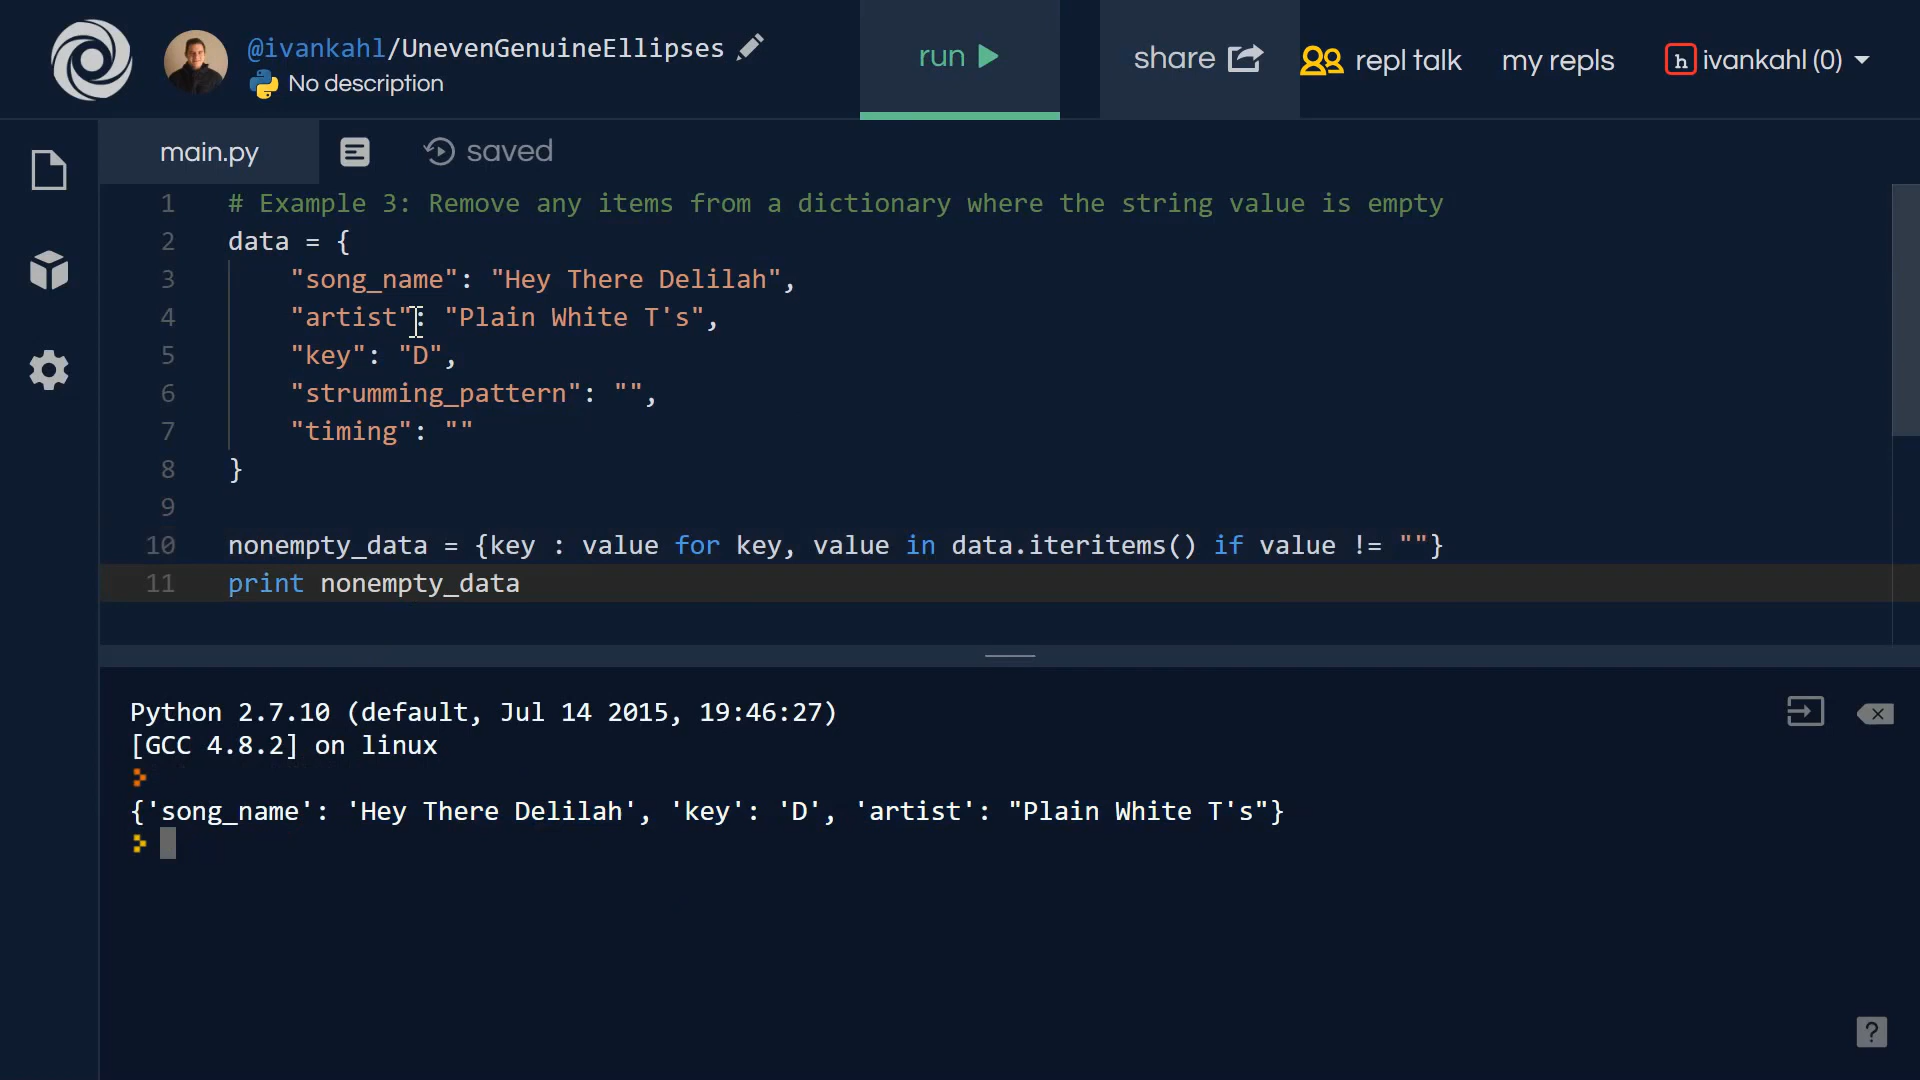 @ivankahl/UnevenGenuineEllipses
No description
run
share
repl talk
my repls
h ivankahl (0)
main.py
saved
1 # Example 3: Remove any items from a dictionary where the string value is empty
2 data = {
3     "song_name": "Hey There Delilah",
4     "artist": "Plain White T's",
5     "key": "D",
6     "strumming_pattern": "",
7     "timing": ""
8 }
9
10 nonempty_data = {key : value for key, value in data.iteritems() if value != ""}
11 print nonempty_data
Python 2.7.10 (default, Jul 14 2015, 19:46:27)
[GCC 4.8.2] on linux
{'song_name': 'Hey There Delilah', 'key': 'D', 'artist': "Plain White T's"}
?